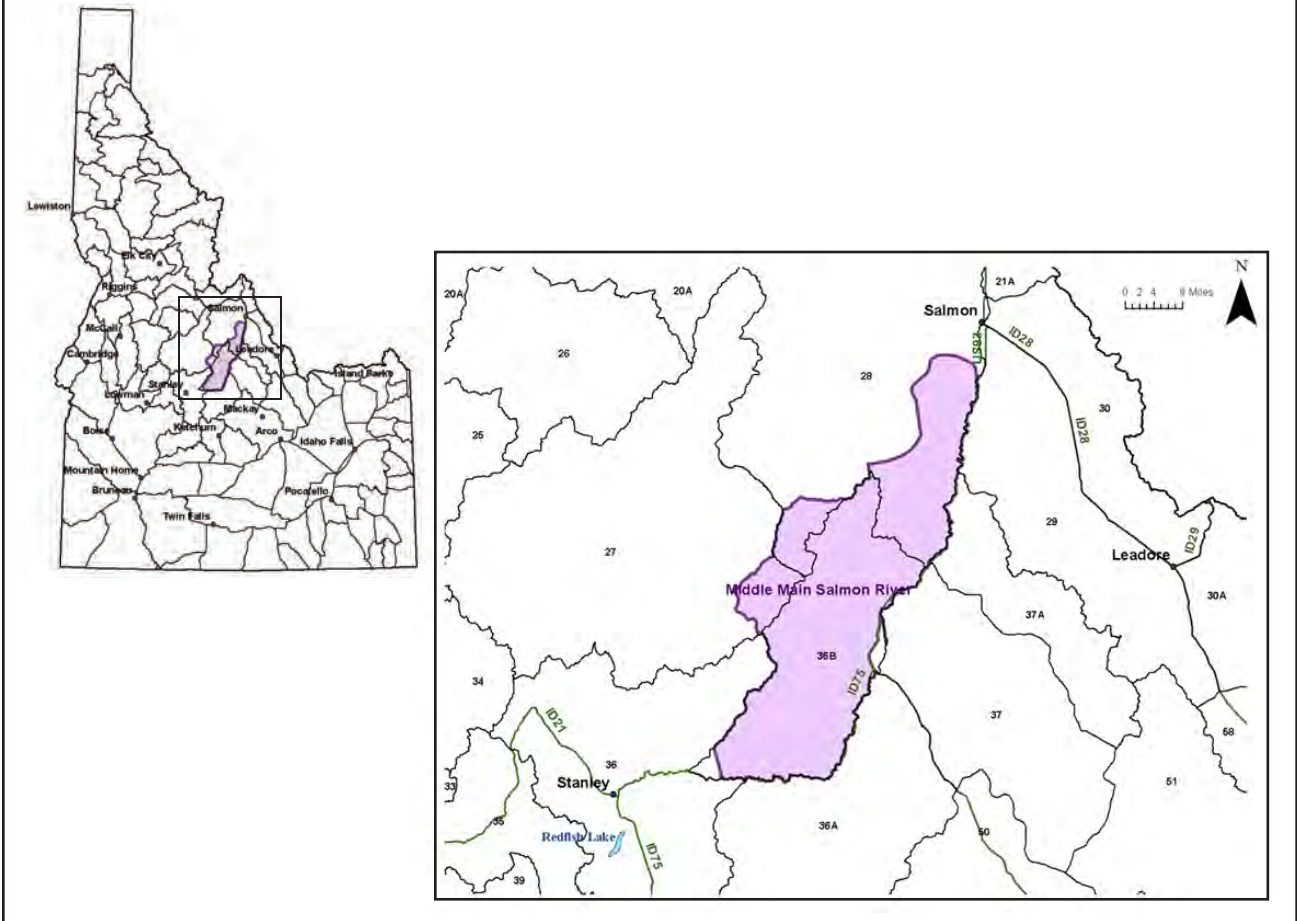 Lewiston
Elk City
Riggins
Salmon
McCall
Cambridge
Leadore
Stanley
Island Park
Lowman
Mackay
Boise
Ketchum
Arco
Idaho Falls
Mountain Home
Bruneau
Pocatello
Twin Falls
N
20A
20A
21A
0 2 4 8 Miles
Salmon
US93
ID28
26
28
30
25
ID28
27
29
ID29
Leadore
Middle Main Salmon River
30A
37A
36B
34
ID75
ID21
37
58
36
Stanley
33
51
35
36A
50
Redfish Lake
ID75
39